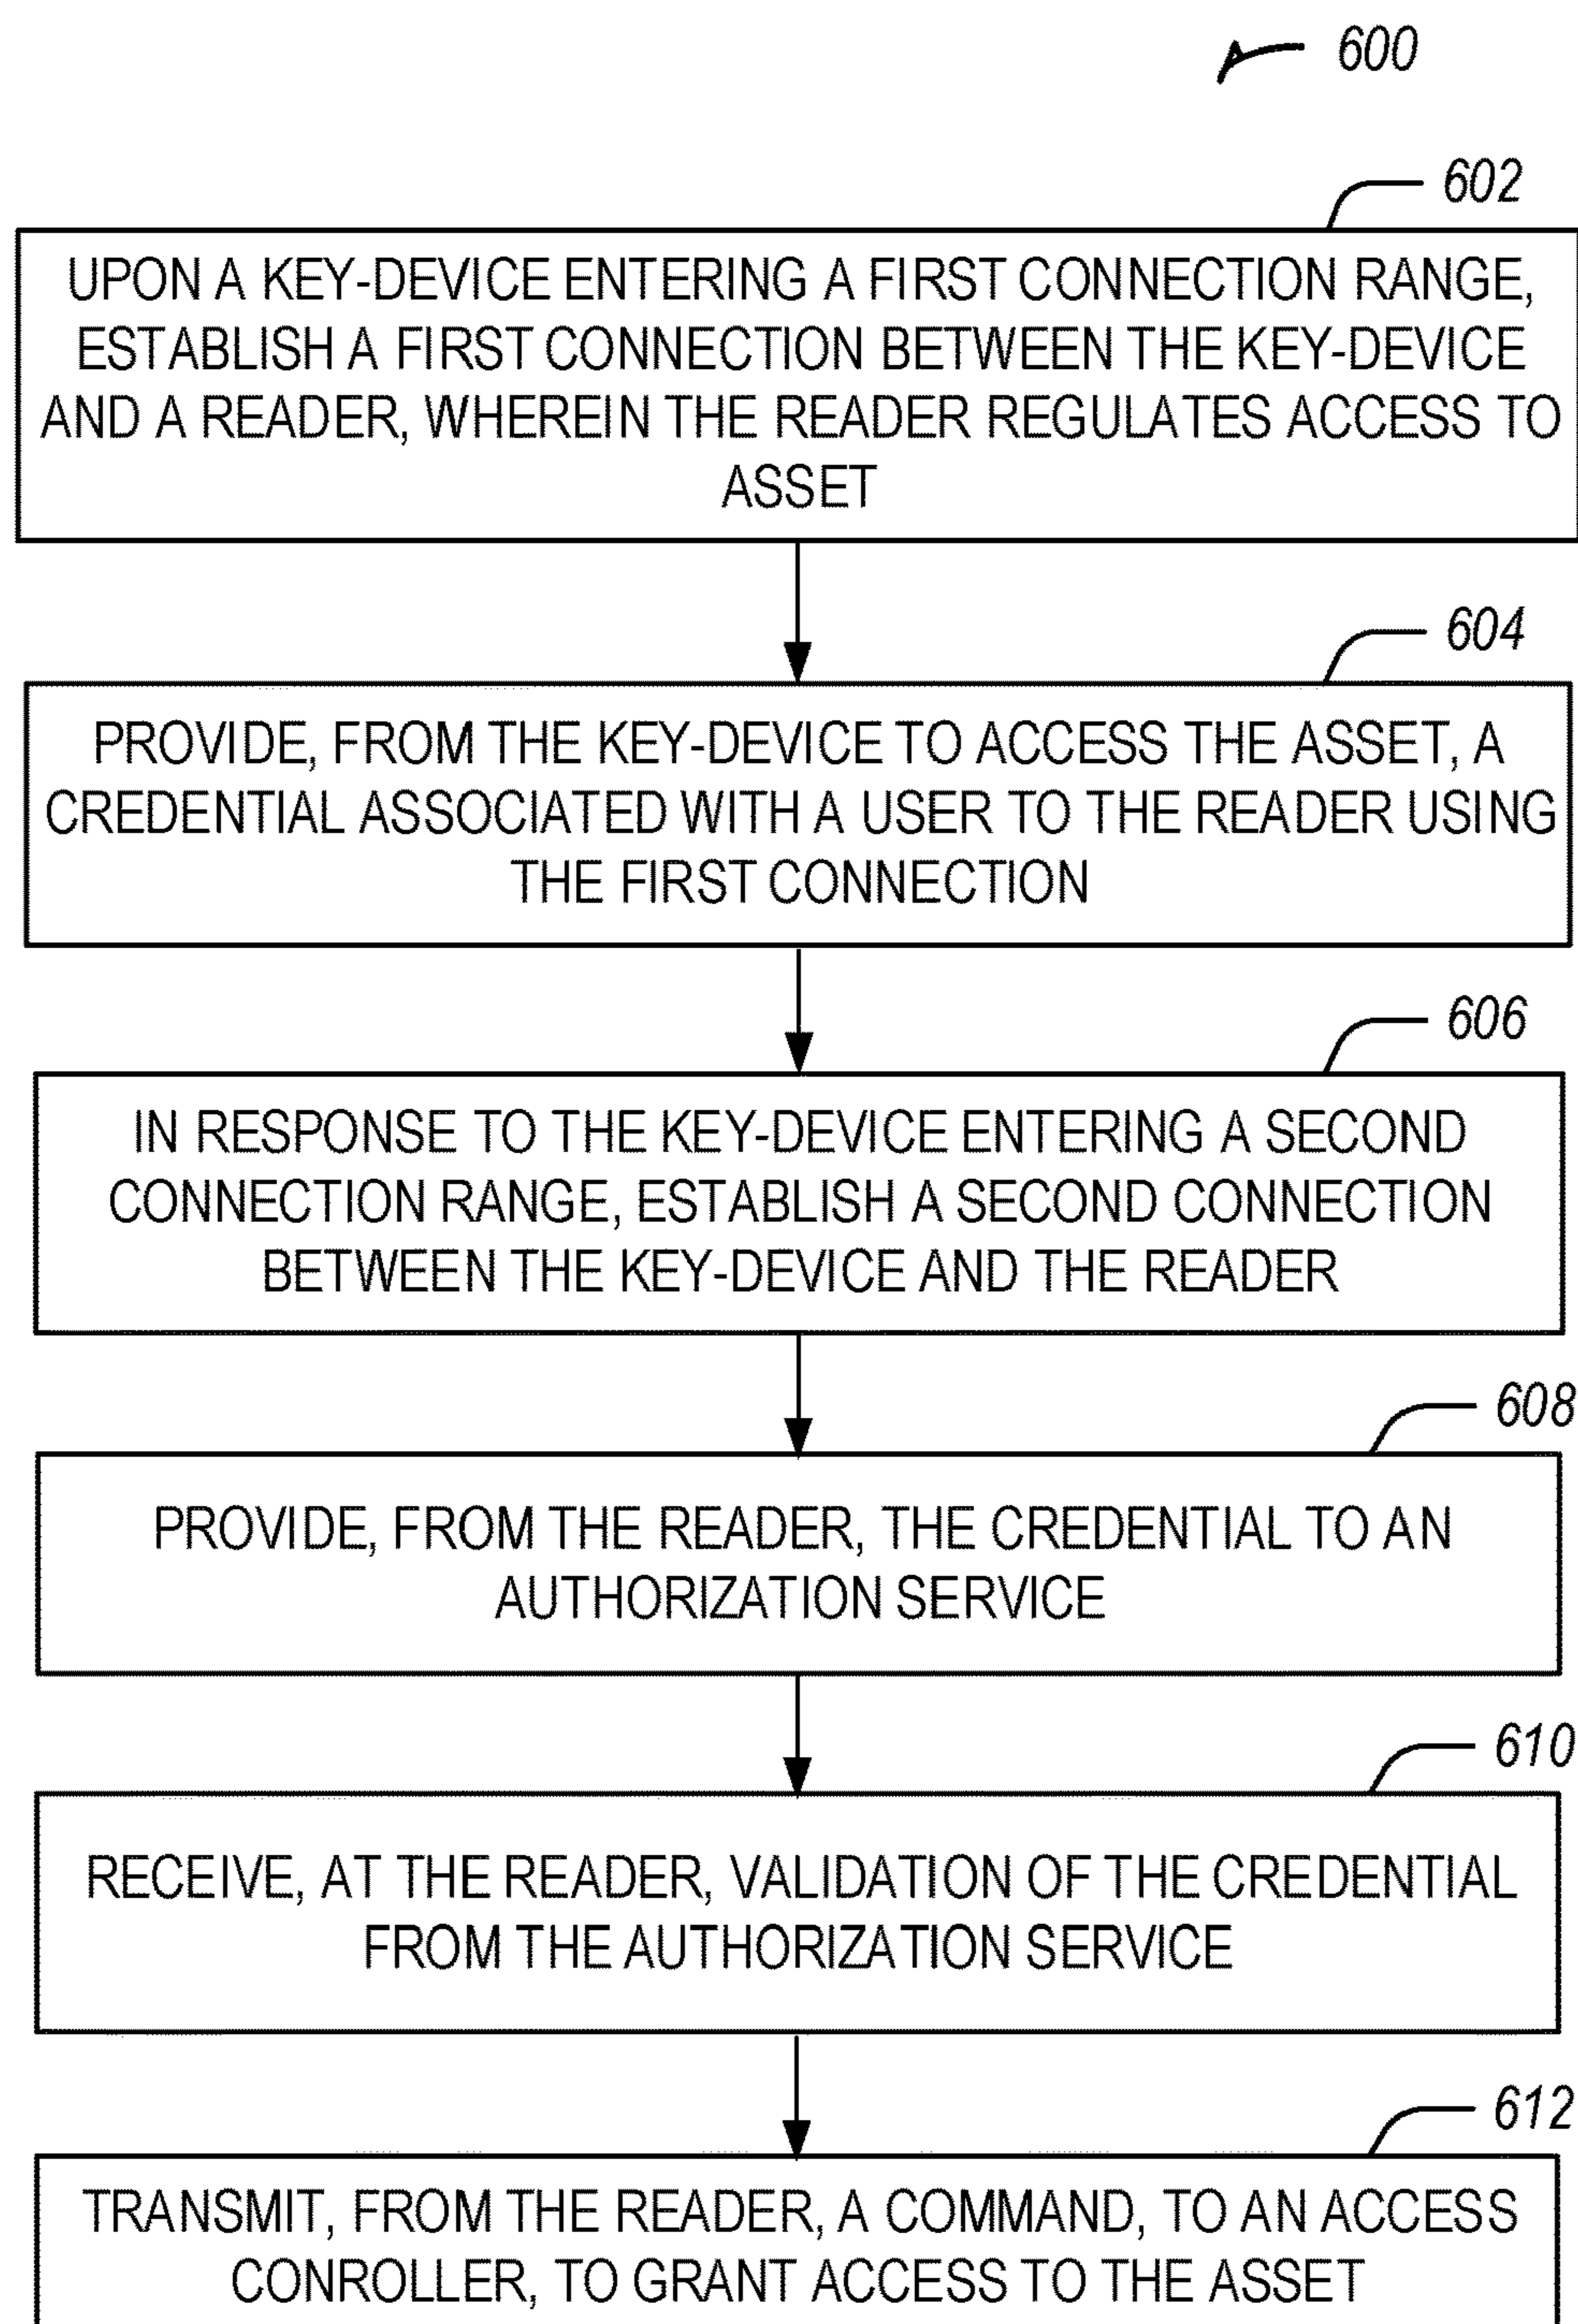 600
602
UPON A KEY-DEVICE ENTERING A FIRST CONNECTION RANGE,
ESTABLISH A FIRST CONNECTION BETWEEN THE KEY-DEVICE
AND A READER, WHEREIN THE READER REGULATES ACCESS TO
ASSET
604
PROVIDE, FROM THE KEY-DEVICE TO ACCESS THE ASSET, A
CREDENTIAL ASSOCIATED WITH A USER TO THE READER USING
THE FIRST CONNECTION
606
IN RESPONSE TO THE KEY-DEVICE ENTERING A SECOND
CONNECTION RANGE, ESTABLISH A SECOND CONNECTION
BETWEEN THE KEY-DEVICE AND THE READER
608
PROVIDE, FROM THE READER, THE CREDENTIAL TO AN
AUTHORIZATION SERVICE
610
RECEIVE, AT THE READER, VALIDATION OF THE CREDENTIAL
FROM THE AUTHORIZATION SERVICE
612
TRANSMIT, FROM THE READER, A COMMAND, TO AN ACCESS
CONROLLER, TO GRANT ACCESS TO THE ASSET